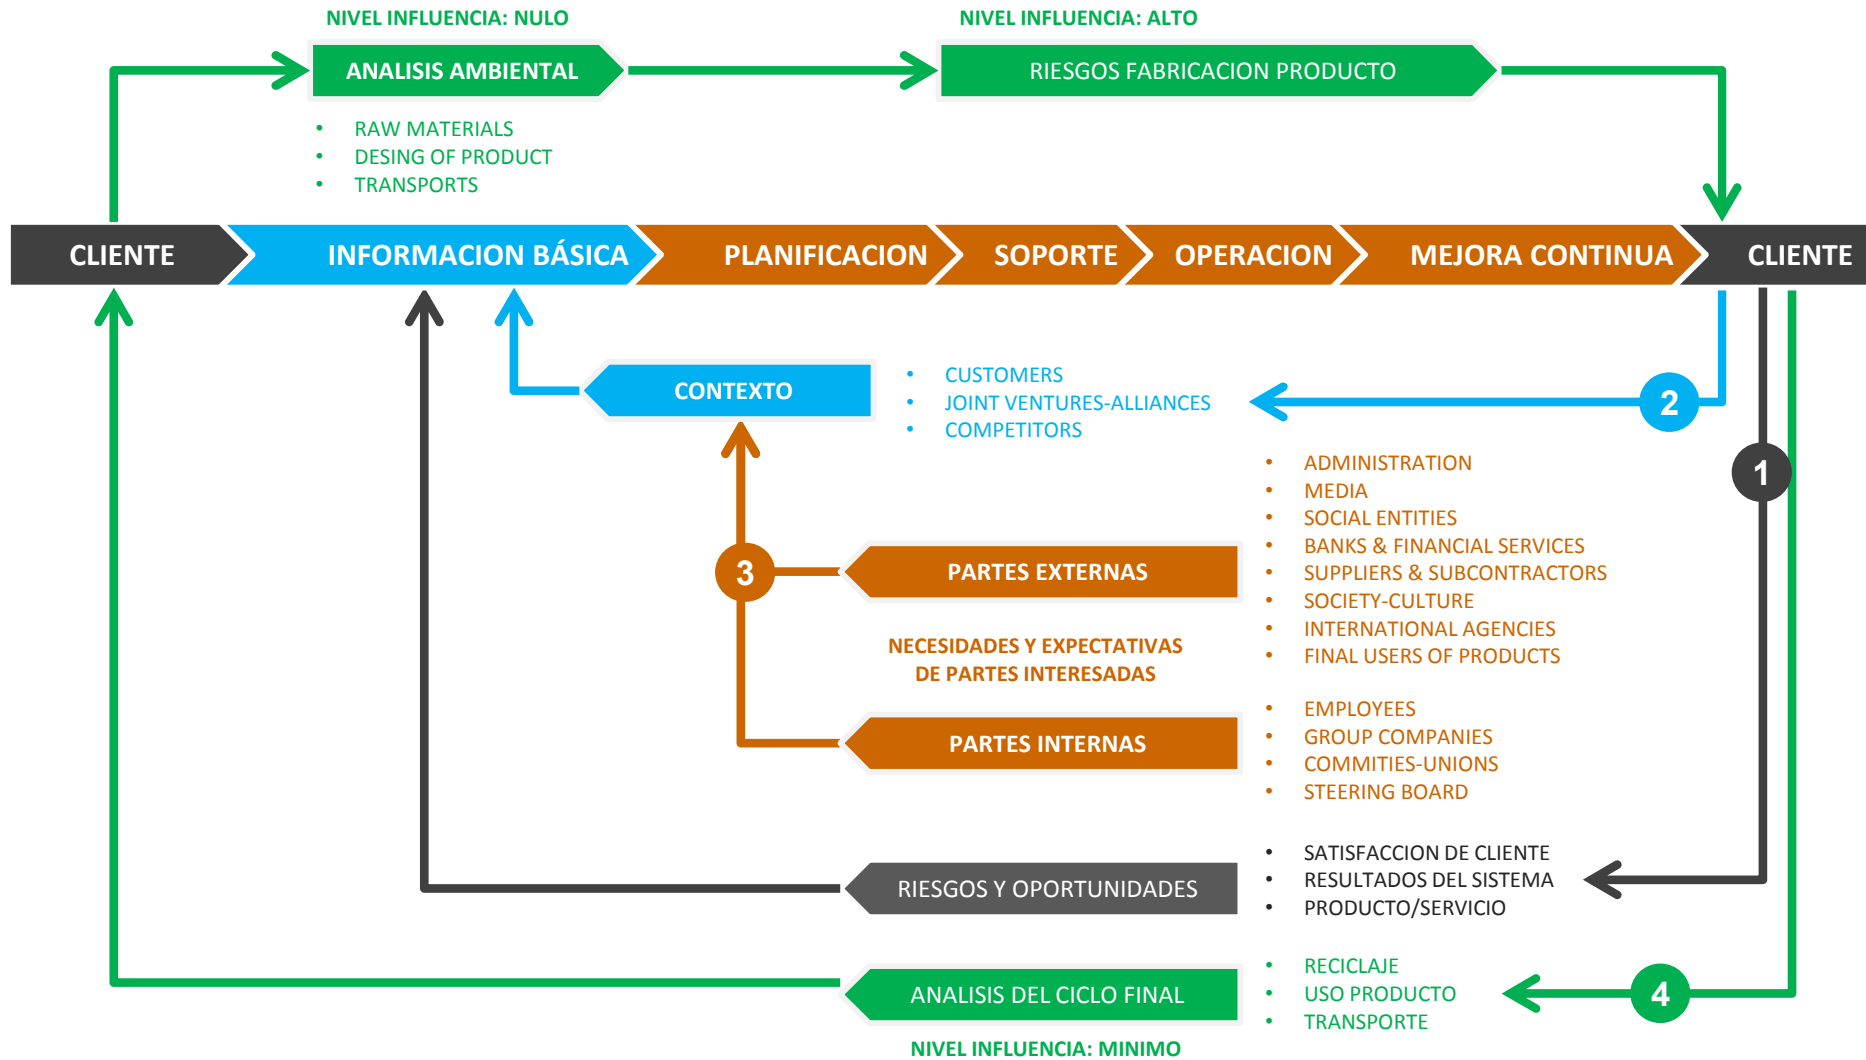 NIVEL INFLUENCIA: NULO
NIVEL INFLUENCIA: ALTO
ANALISIS AMBIENTAL
RIESGOS FABRICACION PRODUCTO
• RAW MATERIALS
• DESING OF PRODUCT
• TRANSPORTS
CLIENTE
INFORMACION BÁSICA
PLANIFICACION
SOPORTE
OPERACION
MEJORA CONTINUA
CLIENTE
CONTEXTO
• CUSTOMERS
• JOINT VENTURES-ALLIANCES
• COMPETITORS
2
1
• ADMINISTRATION
• MEDIA
• SOCIAL ENTITIES
• BANKS & FINANCIAL SERVICES
• SUPPLIERS & SUBCONTRACTORS
• SOCIETY-CULTURE
• INTERNATIONAL AGENCIES
• FINAL USERS OF PRODUCTS
3
PARTES EXTERNAS
NECESIDADES Y EXPECTATIVAS
DE PARTES INTERESADAS
PARTES INTERNAS
• EMPLOYEES
• GROUP COMPANIES
• COMMITIES-UNIONS
• STEERING BOARD
RIESGOS Y OPORTUNIDADES
• SATISFACCION DE CLIENTE
• RESULTADOS DEL SISTEMA
• PRODUCTO/SERVICIO
ANALISIS DEL CICLO FINAL
• RECICLAJE
• USO PRODUCTO
• TRANSPORTE
4
NIVEL INFLUENCIA: MINIMO